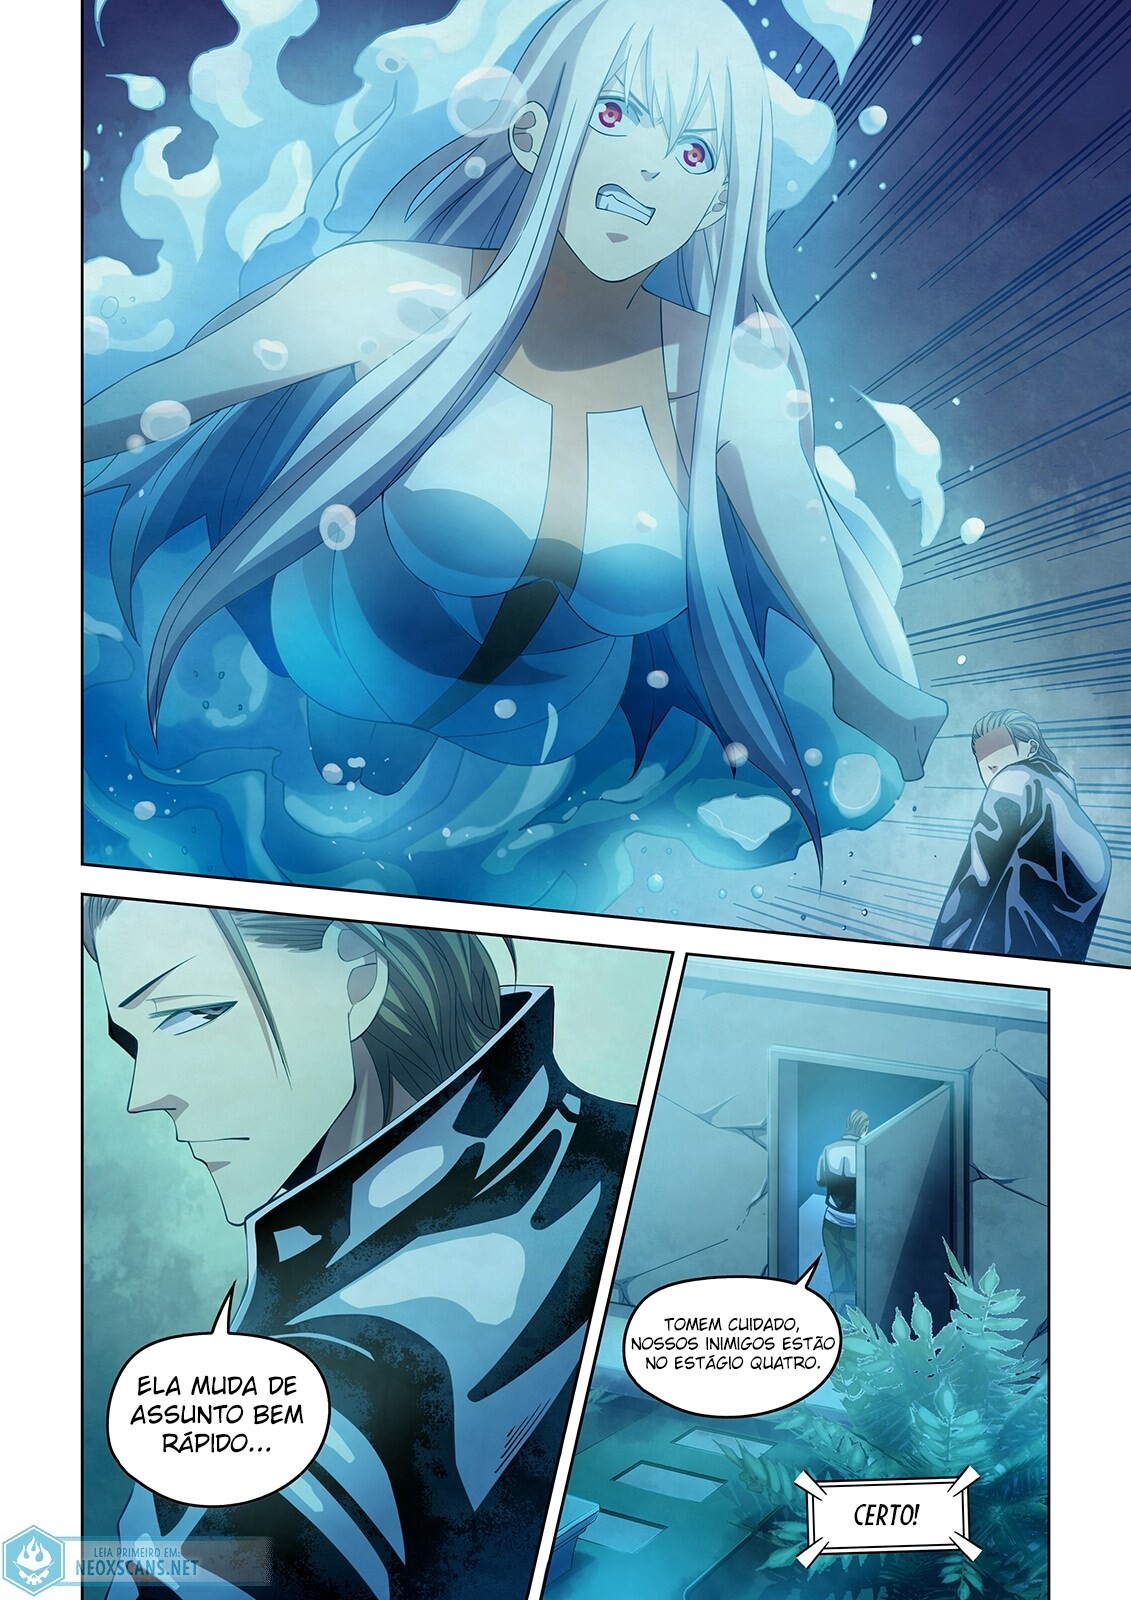 ELA MUDA DE
ASSUNTO BEM
RÁPIDO...
TOMEM CUIDADO,
NOSSOS INIMIGOS ESTÃO
NO ESTÁGIO QUATRO.
CERTO!
LEIA PRIMEIRO EM:
NEOXSCANS.NET